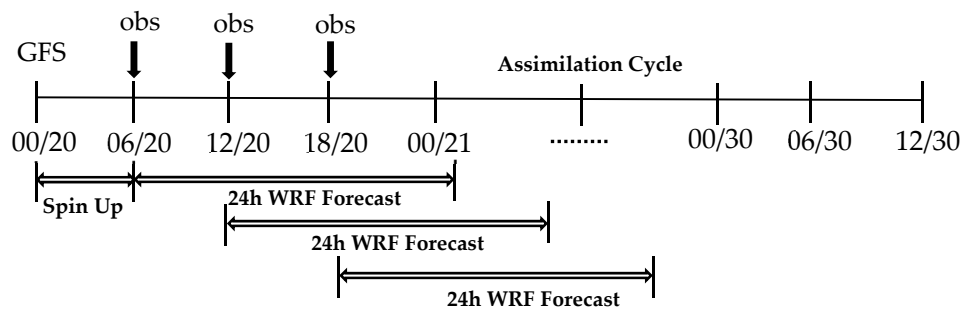 obs obs obs
GFS
Assimilation Cycle
00/20 06/20 12/20 18/20 00/21 ......... 00/30 06/30 12/30
24h WRF Forecast
Spin Up
24h WRF Forecast
24h WRF Forecast